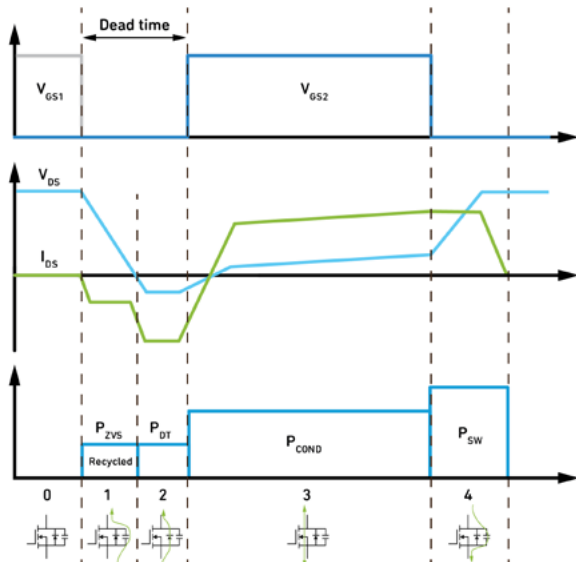 Dead time
VGS1
VGS2
VDS
IDS
PZVS
PDT
Recycled
PCOND
PSW
0
1
2
3
4